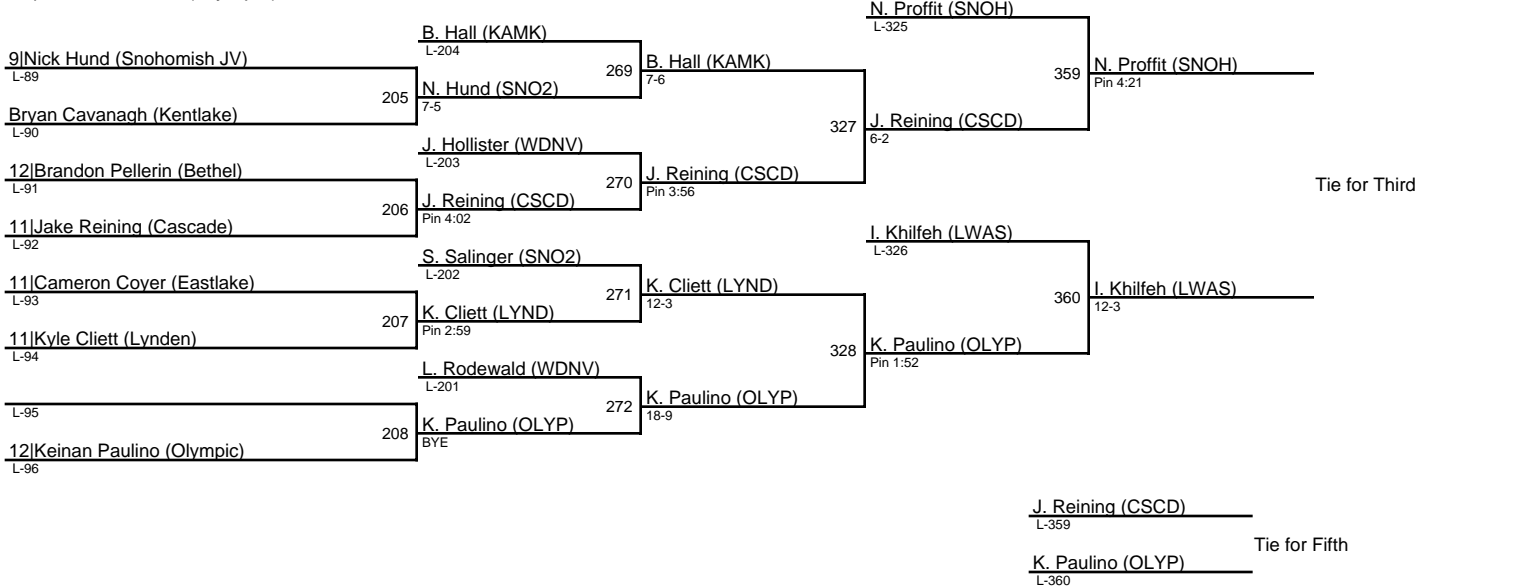 N. Proffit (SNOH)
L-325
B. Hall (KAMK)
L-204
9|Nick Hund (Snohomish JV)
L-89
269
B. Hall (KAMK)
7-6
359
N. Proffit (SNOH)
Pin 4:21
205
N. Hund (SNO2)
7-5
Bryan Cavanagh (Kentlake)
L-90
327
J. Reining (CSCD)
6-2
J. Hollister (WDNV)
L-203
12|Brandon Pellerin (Bethel)
L-91
270
J. Reining (CSCD)
Pin 3:56
Tie for Third
206
J. Reining (CSCD)
Pin 4:02
11|Jake Reining (Cascade)
L-92
I. Khilfeh (LWAS)
L-326
S. Salinger (SNO2)
L-202
11|Cameron Coyer (Eastlake)
L-93
271
K. Cliett (LYND)
12-3
360
I. Khilfeh (LWAS)
12-3
207
K. Cliett (LYND)
Pin 2:59
11|Kyle Cliett (Lynden)
L-94
328
K. Paulino (OLYP)
Pin 1:52
L. Rodewald (WDNV)
L-201
L-95
272
K. Paulino (OLYP)
18-9
208
K. Paulino (OLYP)
BYE
12|Keinan Paulino (Olympic)
L-96
J. Reining (CSCD)
L-359
Tie for Fifth
K. Paulino (OLYP)
L-360